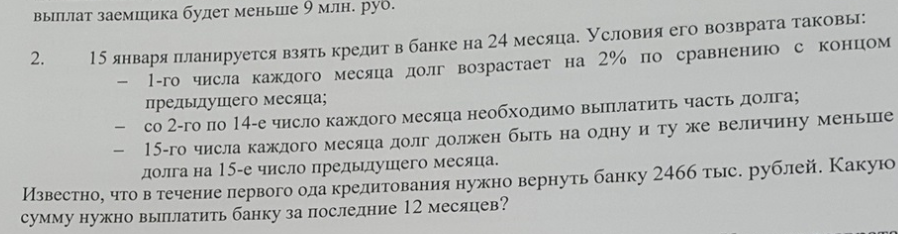 выплат заемщика будет меньше 9 млн. руб.
2. 15 января планируется взять кредит в банке на 24 месяца. Условия его возврата таковы:
– 1-го числа каждого месяца долг возрастает на 2% по сравнению с концом
предыдущего месяца;
– со 2-го по 14-е число каждого месяца необходимо выплатить часть долга;
– 15-го числа каждого месяца долг должен быть на одну и ту же величину меньше
долга на 15-е число предыдущего месяца.
Известно, что в течение первого ода кредитования нужно вернуть банку 2466 тыс. рублей. Какую
сумму нужно выплатить банку за последние 12 месяцев?